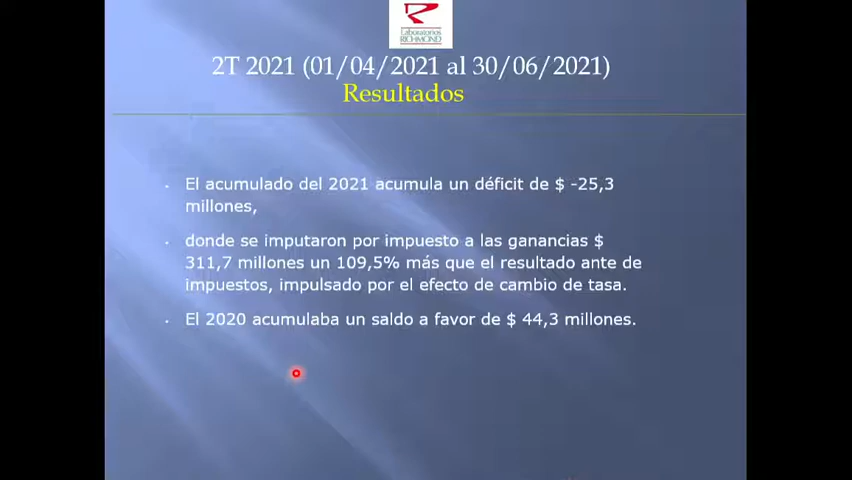 Laboratorios
RICHMOND
2T 2021 (01/04/2021 al 30/06/2021)
Resultados
El acumulado del 2021 acumula un déficit de $ -25,3
millones,
donde se imputaron por impuesto a las ganancias $
311,7 millones un 109,5% más que el resultado ante de
impuestos, impulsado por el efecto de cambio de tasa.
El 2020 acumulaba un saldo a favor de $ 44,3 millones.